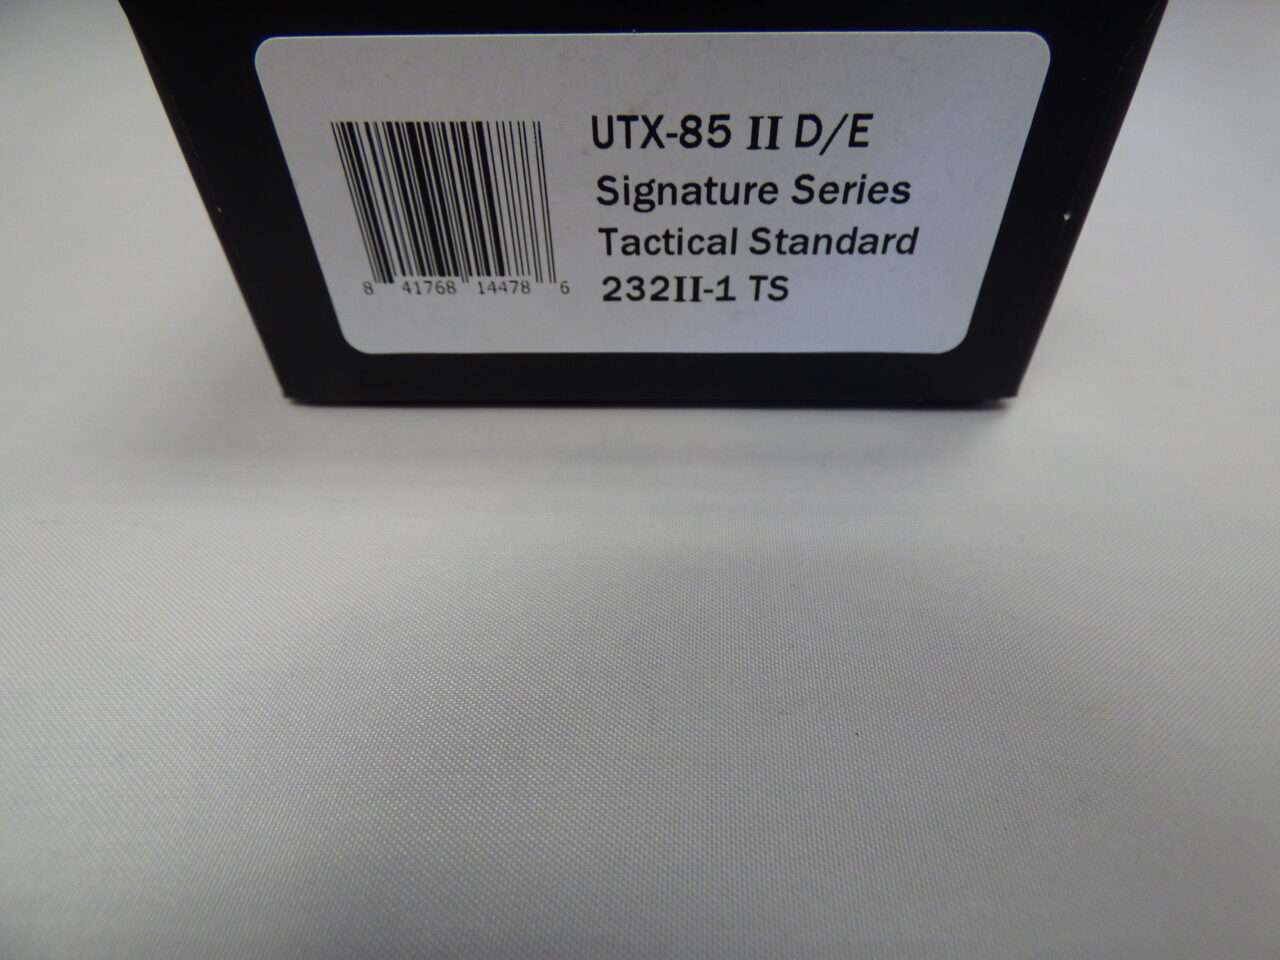 UTX-85 II D/E
Signature Series
Tactical Standard
232II-1 TS
8 41768 14478 6